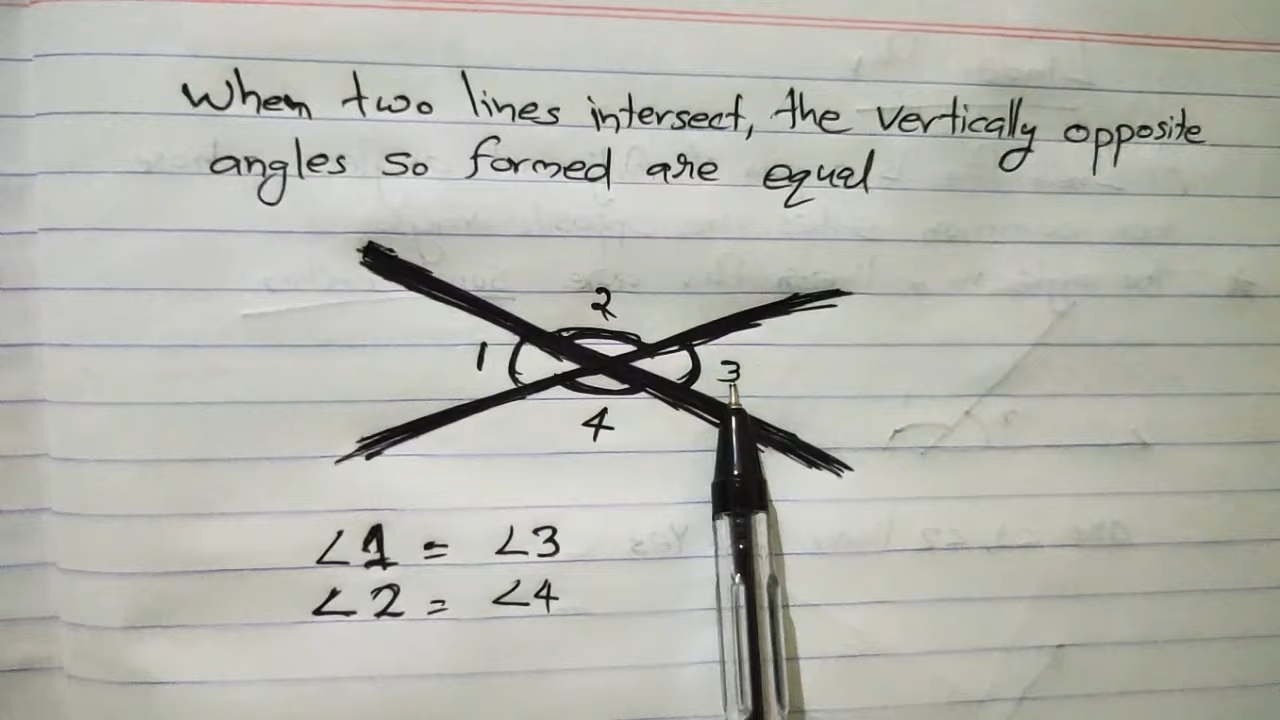 When two lines intersect, the vertically opposite
angles so formed are equal
2
1
3
4
∠1 = ∠3
∠2 = ∠4